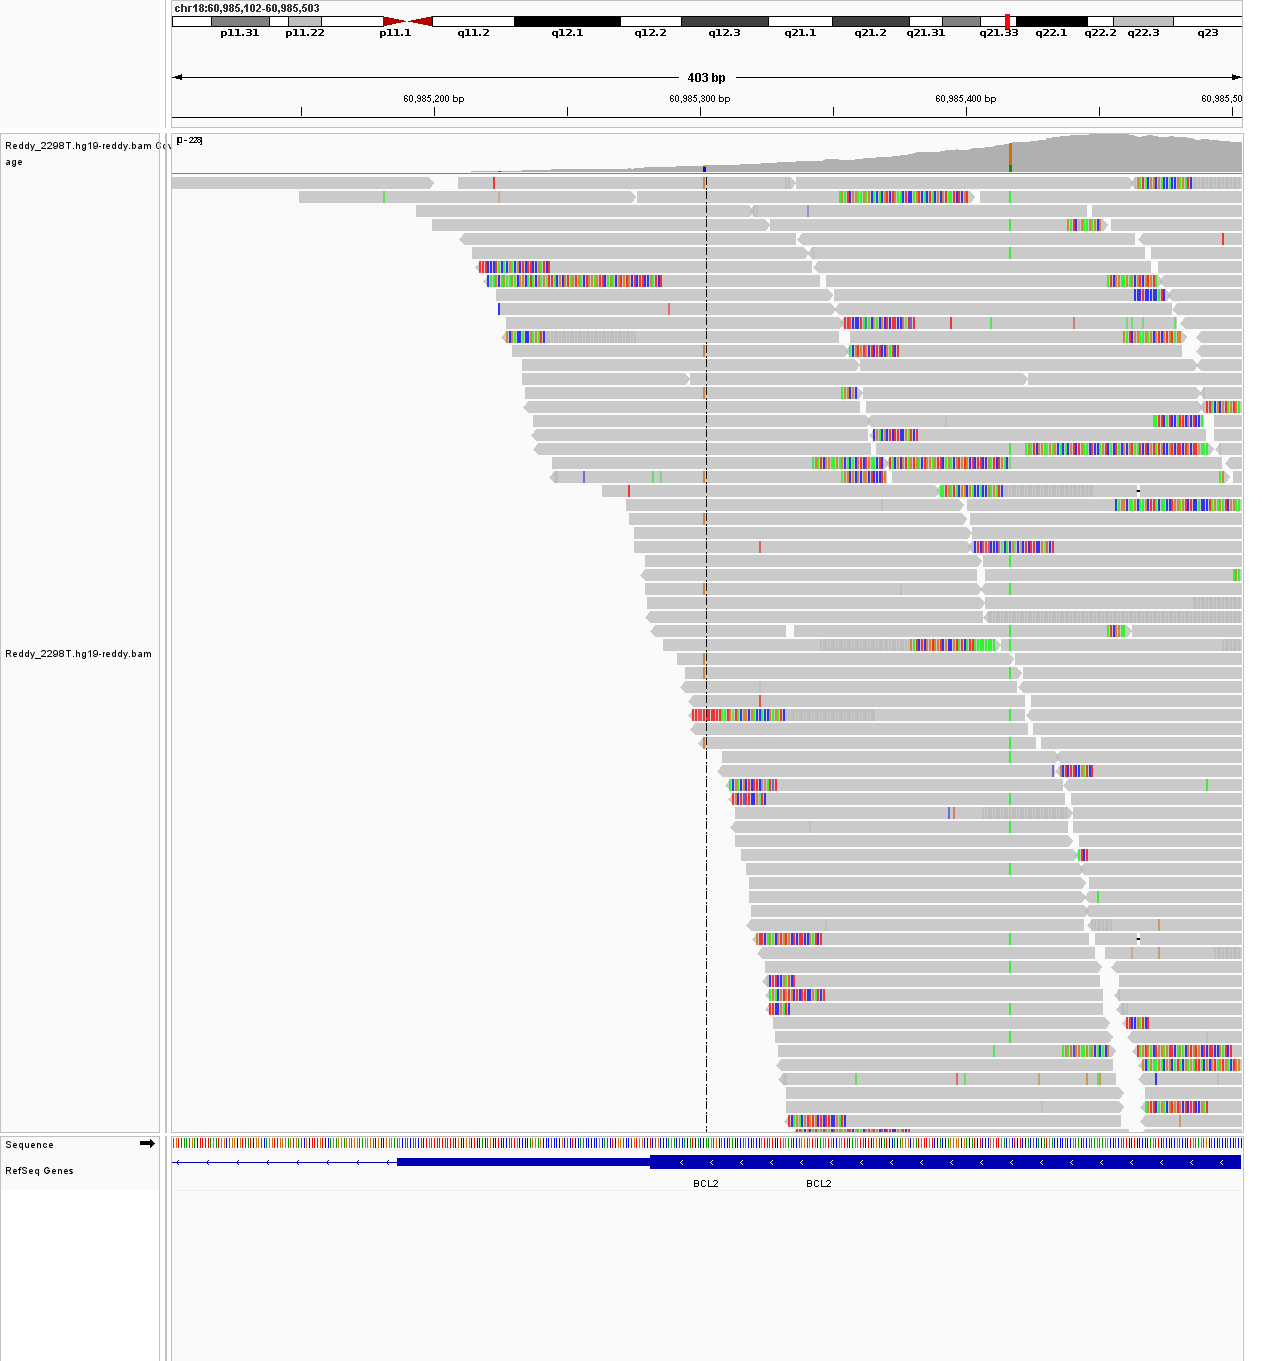 chr18:60,985,102-60,985,503
p11.31 p11.22 p11.1 q11.2 q12.1 q12.2 q12.3 q21.1 q21.2 q21.31 q21.33 q22.1 q22.2 q22.3 q23
403 bp
60,985,200 bp 60,985,300 bp 60,985,400 bp 60,985,50
Reddy_2298T.hg19-reddy.bam Cov
age
[0 - 228]
Reddy_2298T.hg19-reddy.bam
Sequence
RefSeq Genes
BCL2 BCL2